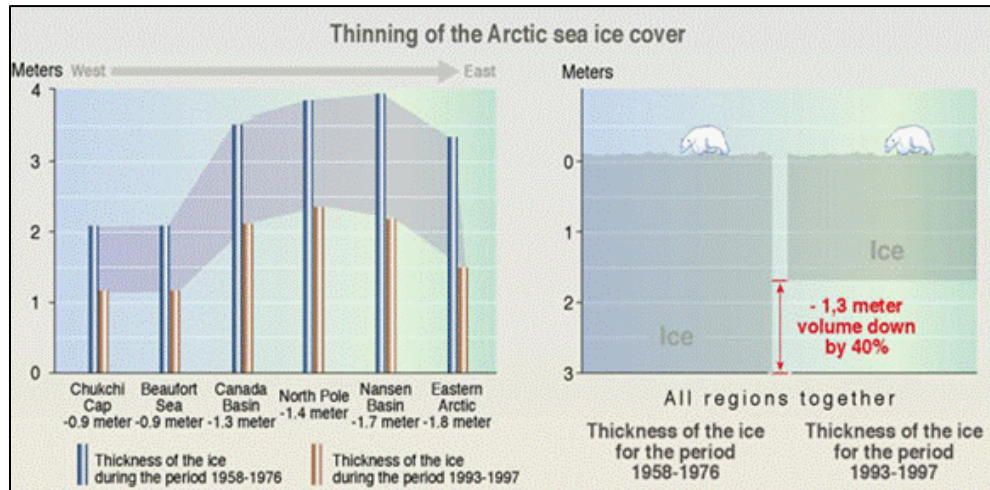 Thinning of the Arctic sea ice cover
Meters West East
4
3
2
1
0
Chukchi
Cap
-0.9 meter
Beaufort
Sea
-0.9 meter
Canada
Basin
-1.3 meter
North Pole
-1.4 meter
Nansen
Basin
-1.7 meter
Eastern
Arctic
-1.8 meter
Thickness of the ice
during the period 1958-1976
Thickness of the ice
during the period 1993-1997
Meters
0
1
2
3
Ice
Ice
- 1,3 meter
volume down
by 40%
All regions together
Thickness of the ice
for the period
1958-1976
Thickness of the ice
for the period
1993-1997